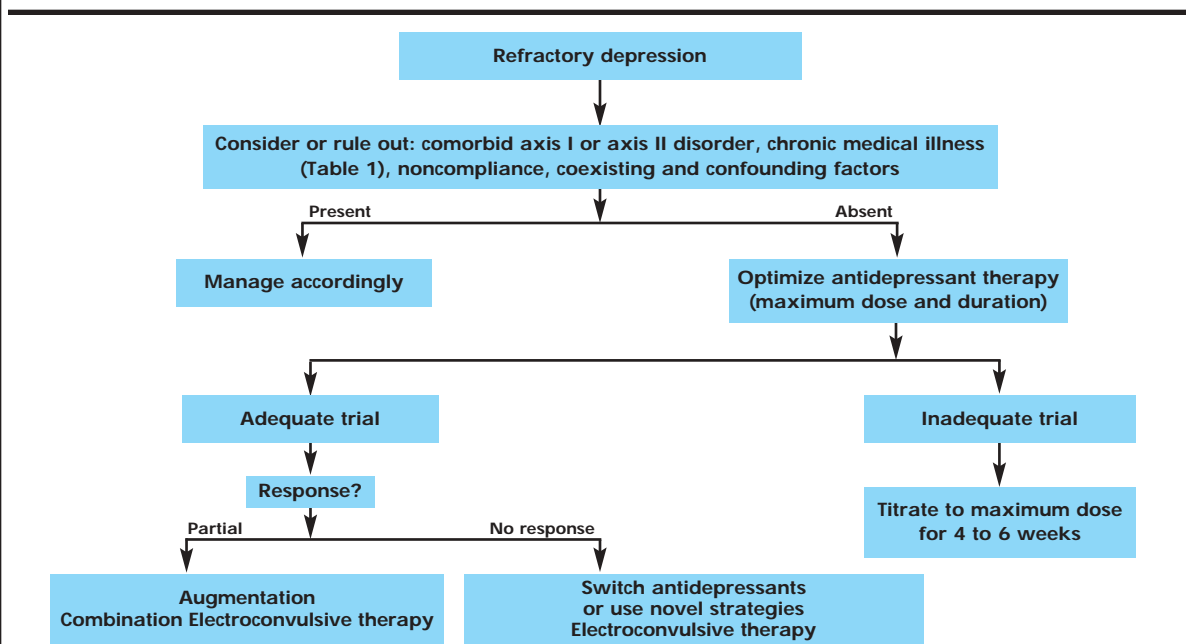 Refractory depression
Consider or rule out: comorbid axis I or axis II disorder, chronic medical illness
(Table 1), noncompliance, coexisting and confounding factors
Present
Absent
Manage accordingly
Optimize antidepressant therapy
(maximum dose and duration)
Adequate trial
Inadequate trial
Response?
Titrate to maximum dose
for 4 to 6 weeks
Partial
No response
Augmentation
Combination Electroconvulsive therapy
Switch antidepressants
or use novel strategies
Electroconvulsive therapy